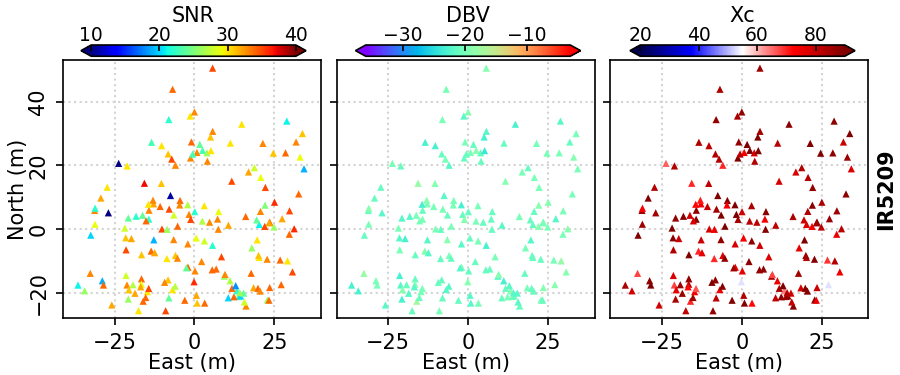 SNR DBV Xc
10 20 30 40 −30 −20 −10 20 40 60 80
40
20
0
−20
North (m)
−25 0 25 −25 0 25 −25 0 25
East (m) East (m) East (m)
IR5209